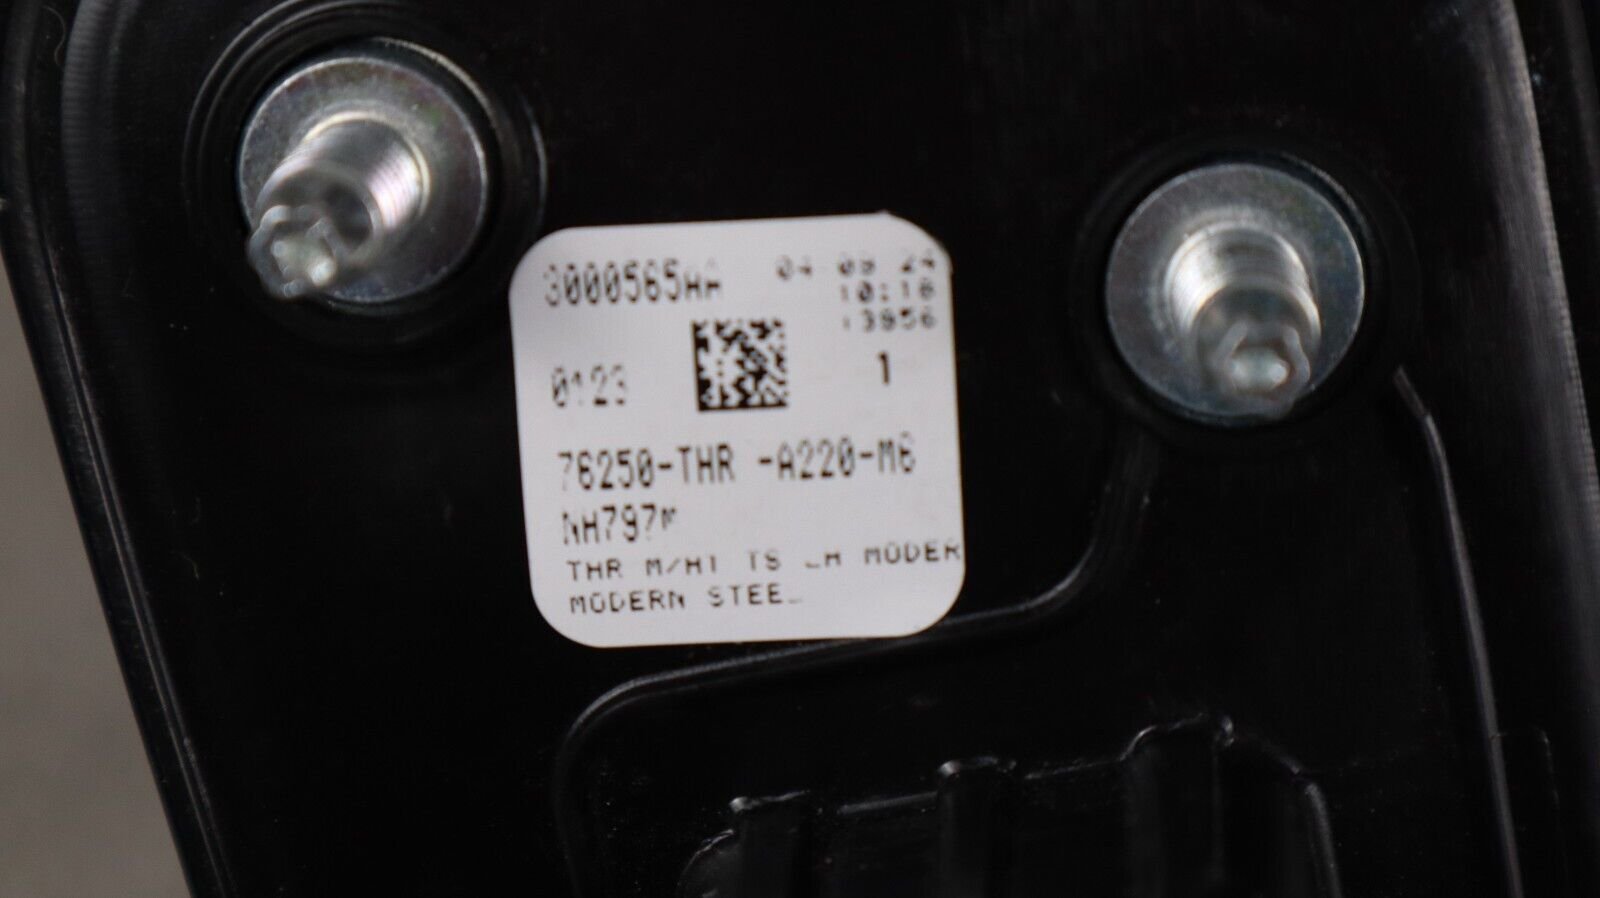 3000565AA 04 09 24
10:18
13956
0123 1
76250-THR -A220-M6
NH797M
THR M/HT TS LH MODER
MODERN STEEL